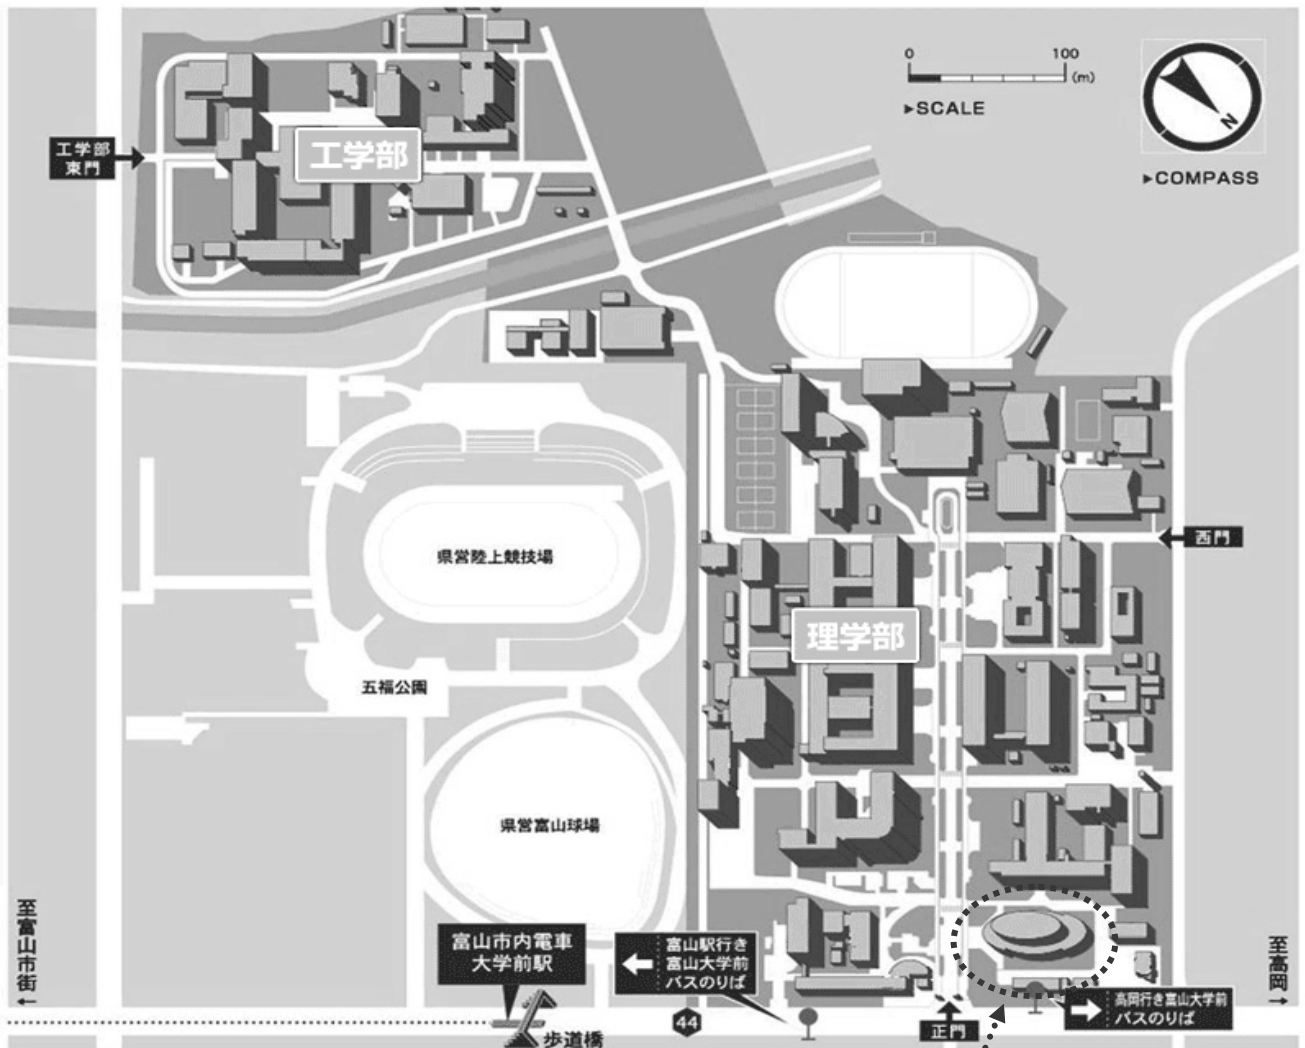 0 100
(m)
▶SCALE
N
▶COMPASS
工学部
東門
工学部
西門
県営陸上競技場
理学部
五福公園
県営富山球場
至富山市街←
富山市内電車
大学前駅
富山駅行き
富山大学前
バスのりば
至高岡→
高岡行き富山大学前
バスのりば
44
正門
歩道橋